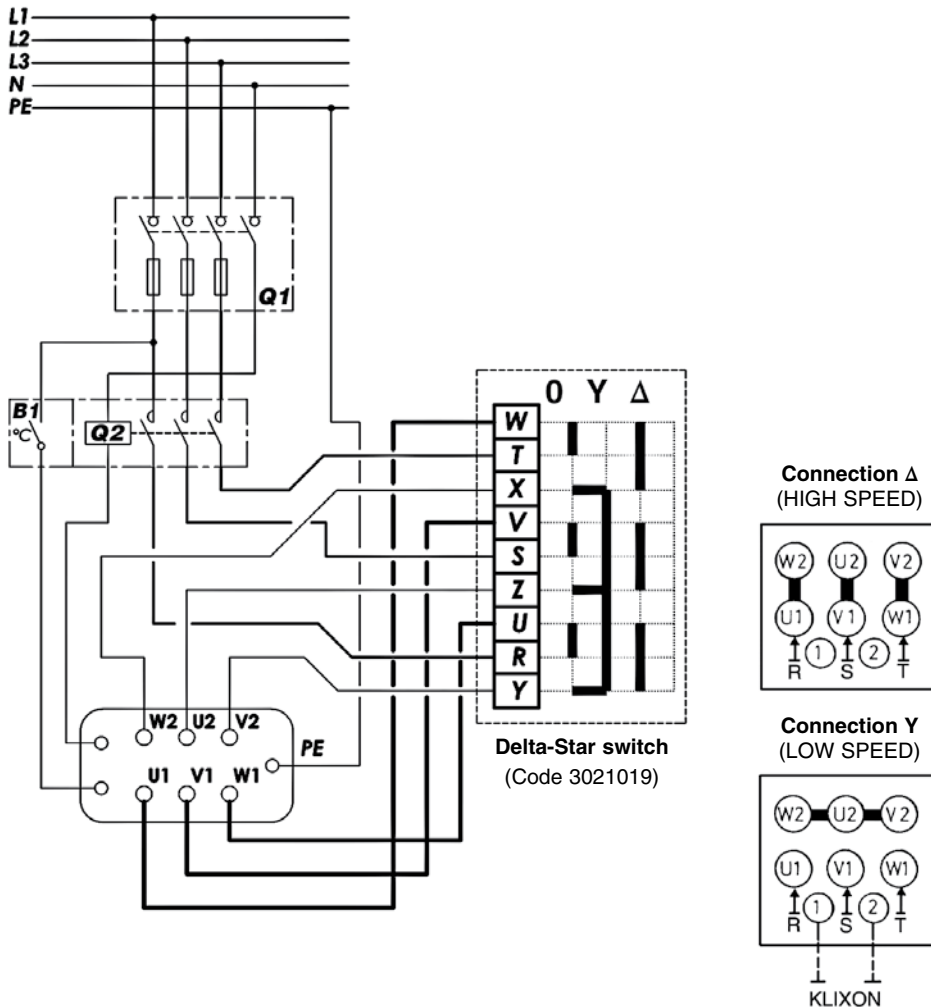 L1
L2
L3
N
PE
Q1
B1
°C
Q2
0 Y Δ
W
T
X
V
S
Z
U
R
Y
Delta-Star switch
(Code 3021019)
W2 U2 V2
PE
U1 V1 W1
Connection Δ
(HIGH SPEED)
W2 U2 V2
U1 V1 W1
R 1 S 2 T
Connection Y
(LOW SPEED)
W2 U2 V2
U1 V1 W1
R 1 S 2 T
KLIXON